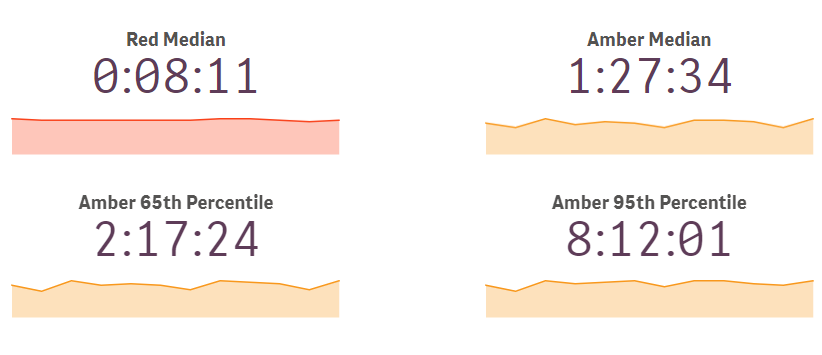 Red Median
0:08:11
Amber Median
1:27:34
Amber 65th Percentile
2:17:24
Amber 95th Percentile
8:12:01